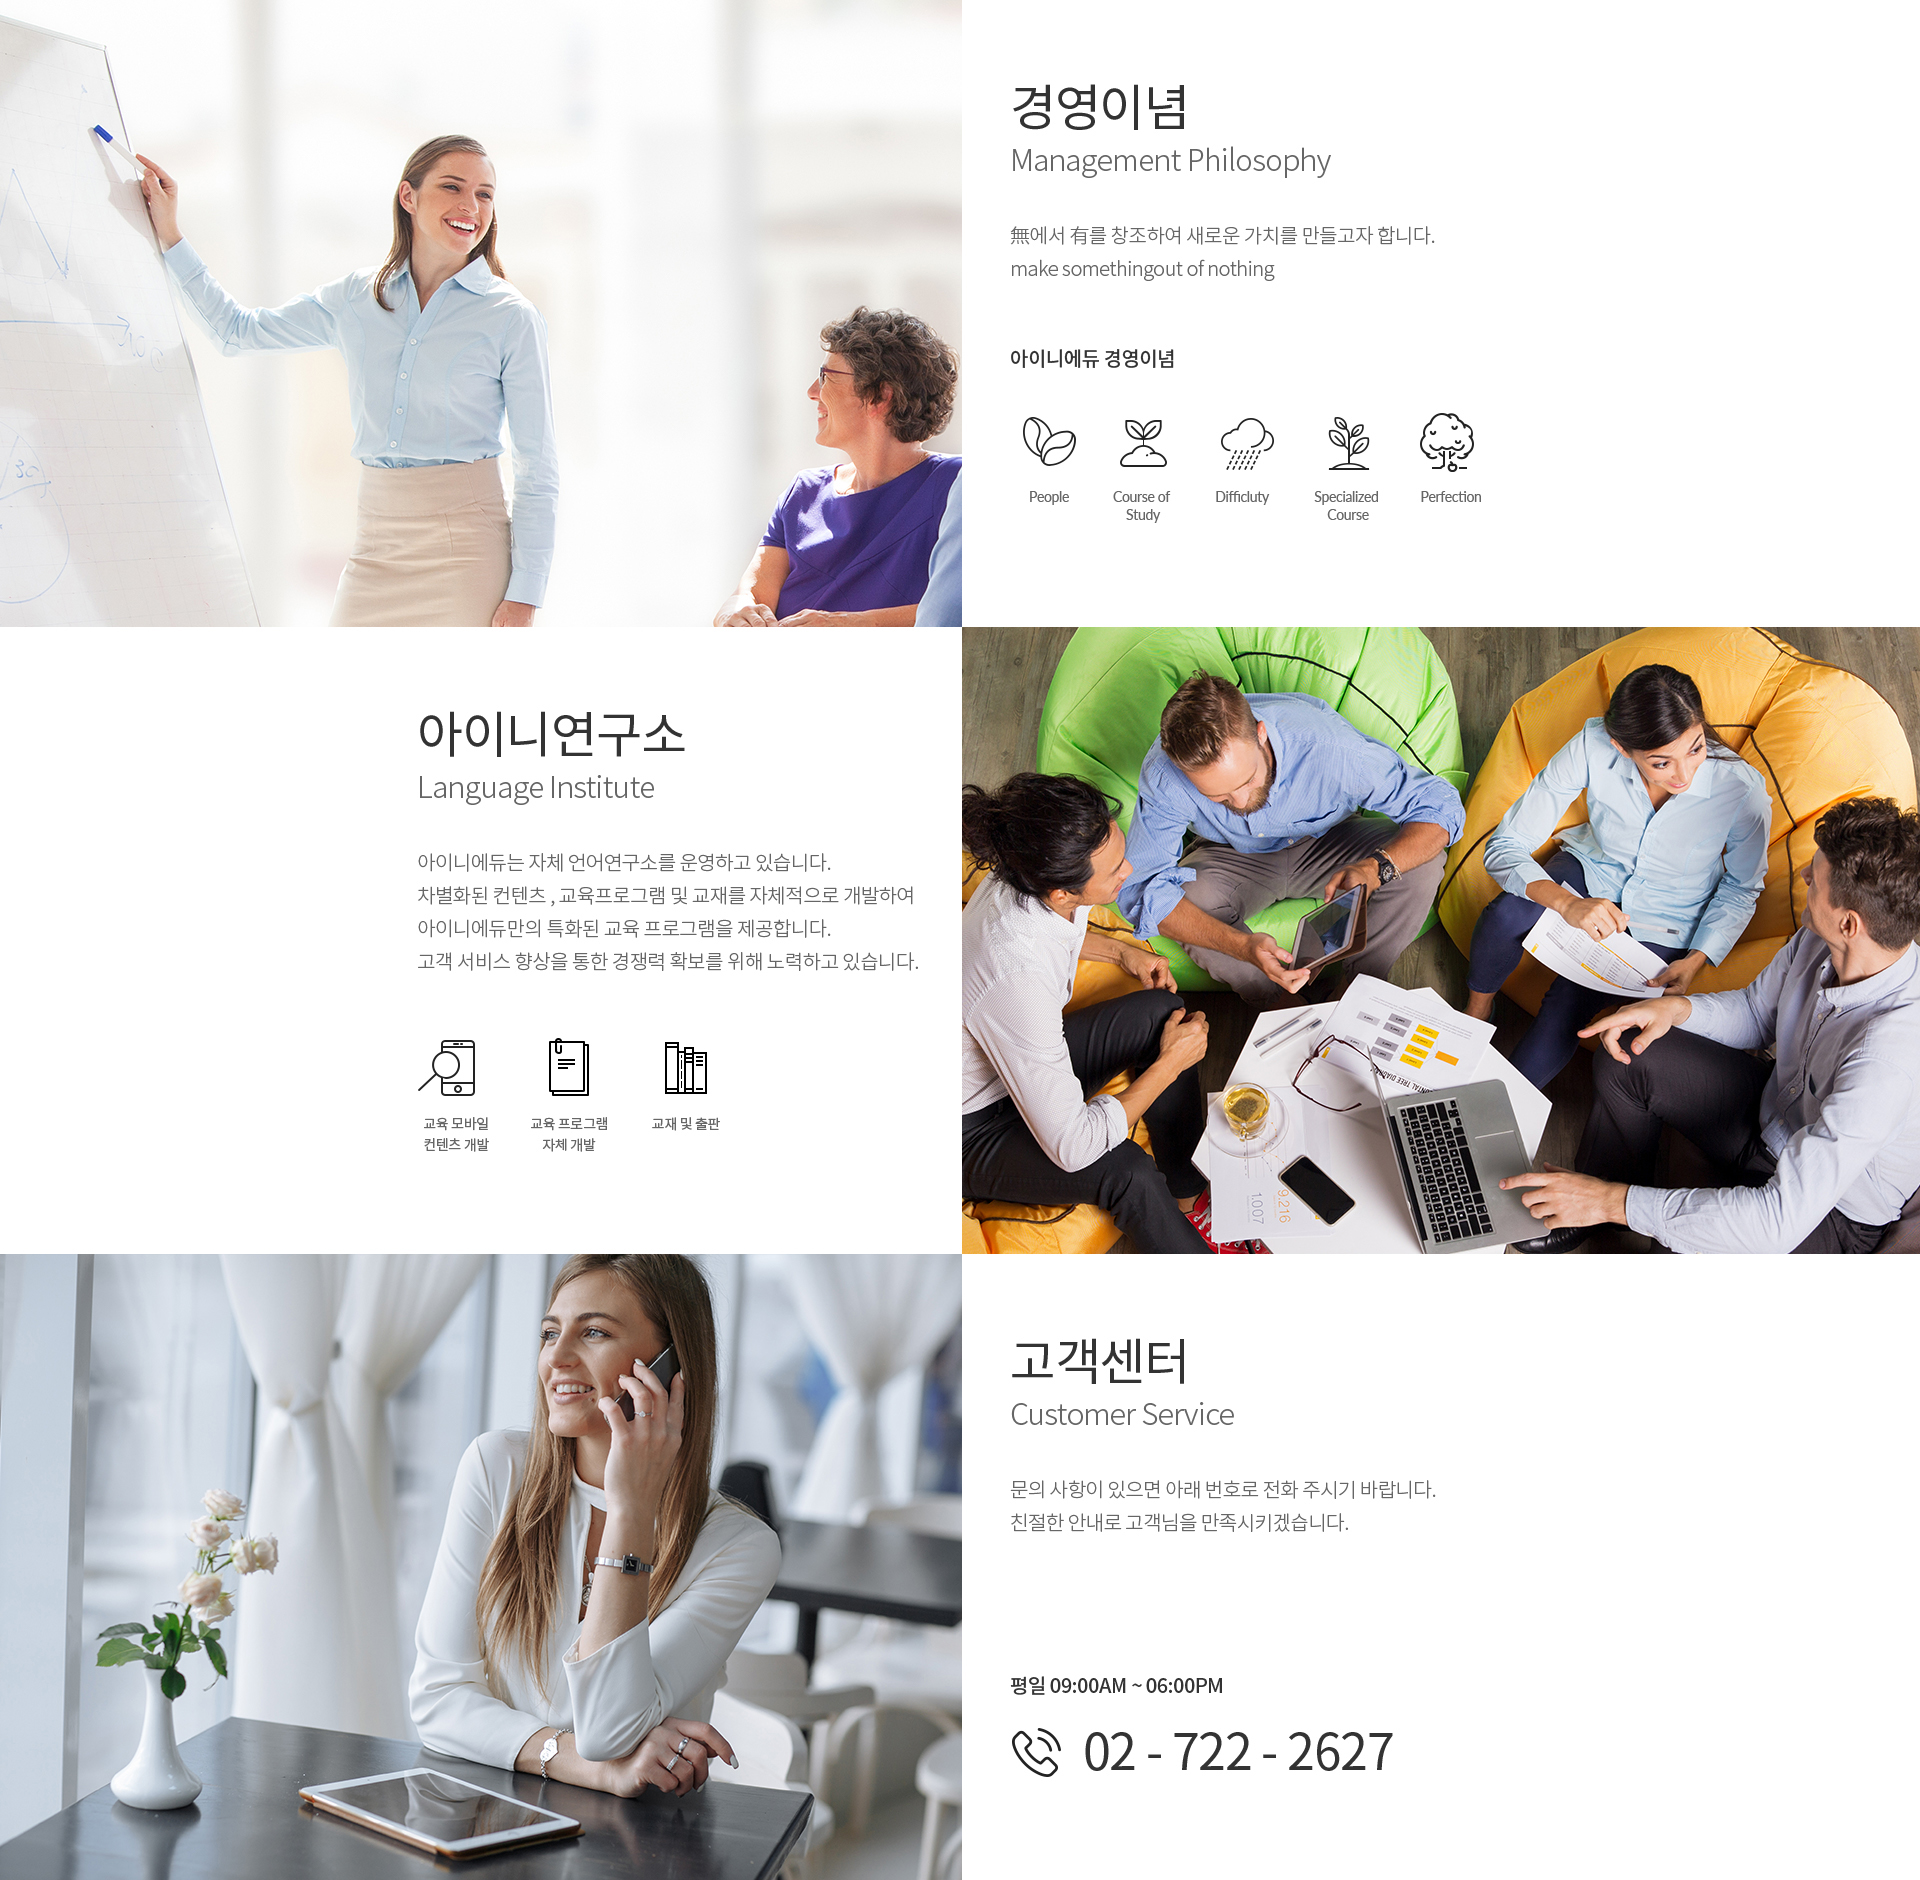 경영이념
Management Philosophy
無에서 有를 창조하여 새로운 가치를 만들고자 합니다.
make somethingout of nothing
아이니에듀 경영이념
People
Course of
Study
Difficluty
Specialized
Course
Perfection
아이니연구소
Language Institute
아이니에듀는 자체 언어연구소를 운영하고 있습니다.
차별화된 컨텐츠 , 교육프로그램 및 교재를 자체적으로 개발하여
아이니에듀만의 특화된 교육 프로그램을 제공합니다.
고객 서비스 향상을 통한 경쟁력 확보를 위해 노력하고 있습니다.
교육 모바일
컨텐츠 개발
교육 프로그램
자체 개발
교재 및 출판
9.216
1.007
고객센터
Customer Service
문의 사항이 있으면 아래 번호로 전화 주시기 바랍니다.
친절한 안내로 고객님을 만족시키겠습니다.
평일 09:00AM ~ 06:00PM
02 - 722 - 2627